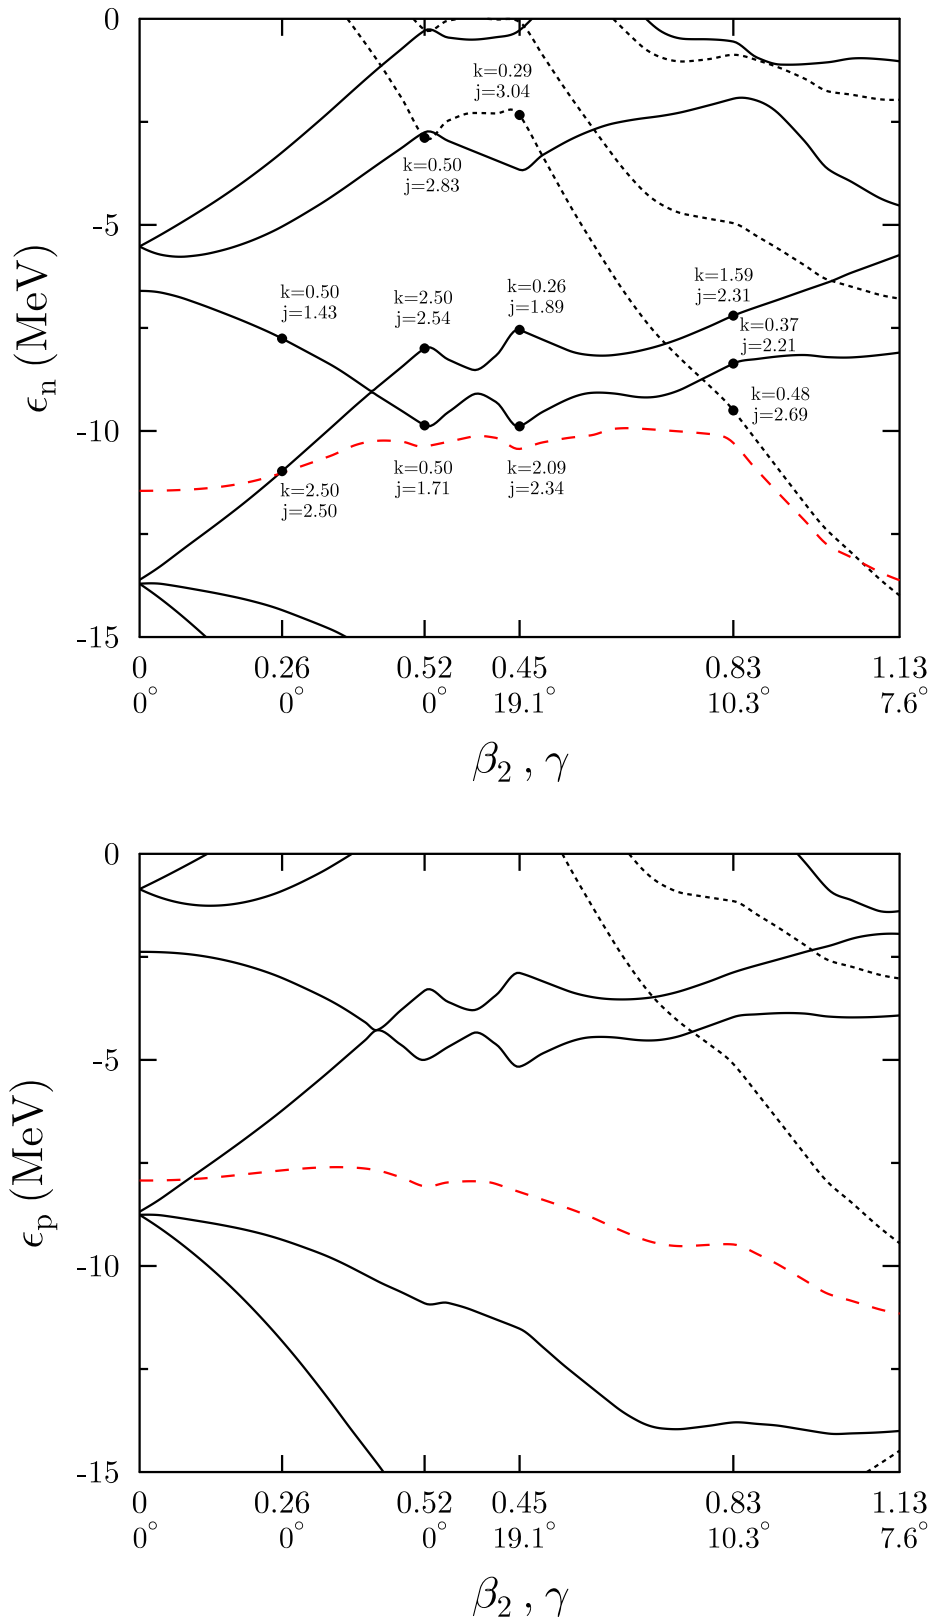 0
k=0.29
j=3.04
k=0.50
j=2.83
-5
k=0.50
j=1.43
k=2.50
j=2.54
k=0.26
j=1.89
k=1.59
j=2.31
k=0.37
j=2.21
k=0.48
j=2.69
-10
k=2.50
j=2.50
k=0.50
j=1.71
k=2.09
j=2.34
-15
ϵn (MeV)
0 0.26 0.52 0.45 0.83 1.13
0° 0° 0° 19.1° 10.3° 7.6°
β2 , γ
0
-5
-10
-15
ϵp (MeV)
0 0.26 0.52 0.45 0.83 1.13
0° 0° 0° 19.1° 10.3° 7.6°
β2 , γ